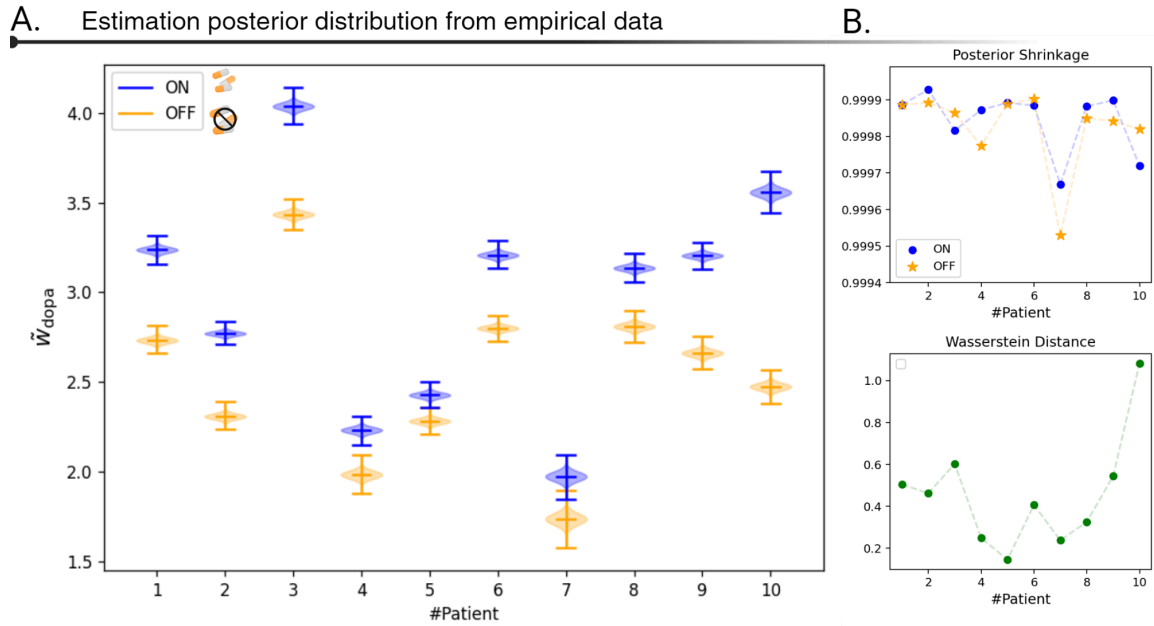 A. Estimation posterior distribution from empirical data
ON
OFF
4.0
3.5
3.0
2.5
2.0
1.5
w̃dopa
1 2 3 4 5 6 7 8 9 10
#Patient
B.
Posterior Shrinkage
0.9999
0.9998
0.9997
0.9996
0.9995
0.9994
ON
OFF
2 4 6 8 10
#Patient
Wasserstein Distance
1.0
0.8
0.6
0.4
0.2
2 4 6 8 10
#Patient